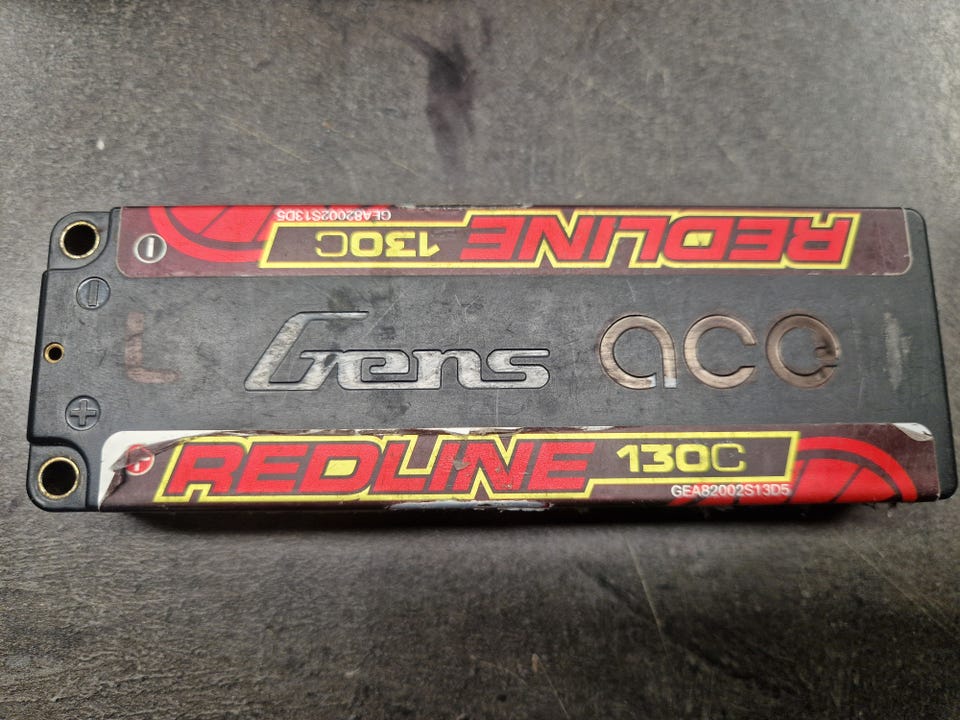 REDLINE 130C
GEA82002S13D5
−
−
Gens ace
+
+
REDLINE 130C
GEA82002S13D5